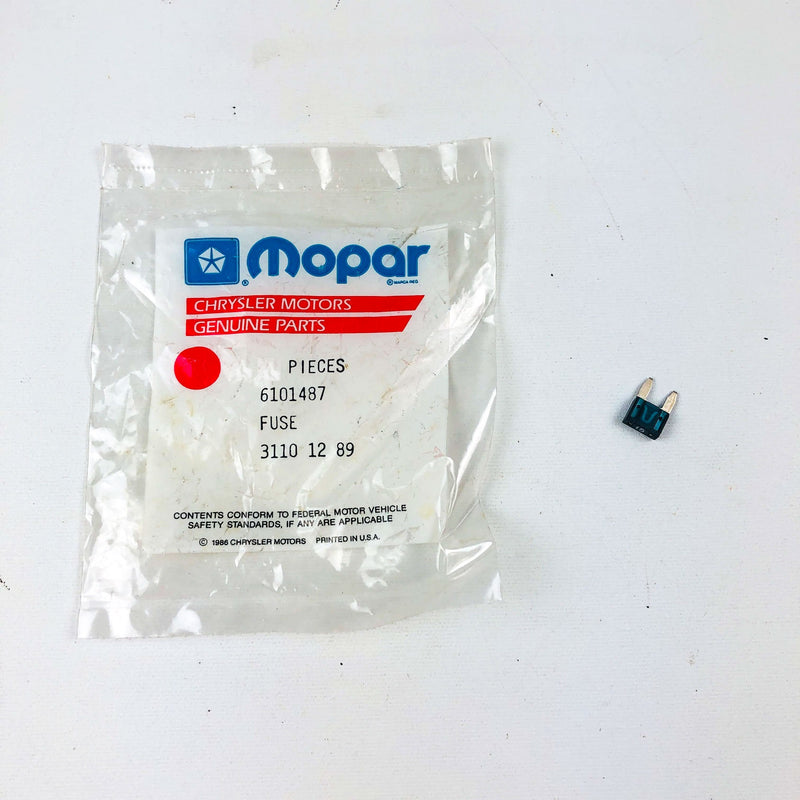 mopar
® ® MARCA REG.
CHRYSLER MOTORS
GENUINE PARTS
PIECES
6101487
FUSE
3110 12 89
CONTENTS CONFORM TO FEDERAL MOTOR VEHICLE
SAFETY STANDARDS, IF ANY ARE APPLICABLE
© 1986 CHRYSLER MOTORS PRINTED IN U.S.A.